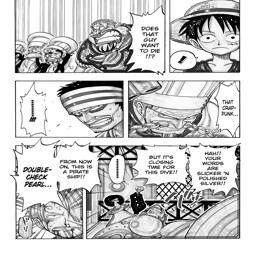 !
DOES THAT
GUY WANT
TO DIE
!!?
THAT
CRAP-
PUNK...
!!!!
HAH!!
YOUR
WORDS ARE
SLICKER 'N
POLISHED
SILVER!!
BUT IT'S
CLOSING
TIME FOR
THIS DIVE!!
!!!!!
FROM NOW
ON, THIS IS
A PIRATE
SHIP!
DOUBLE-
CHECK
PEARL...